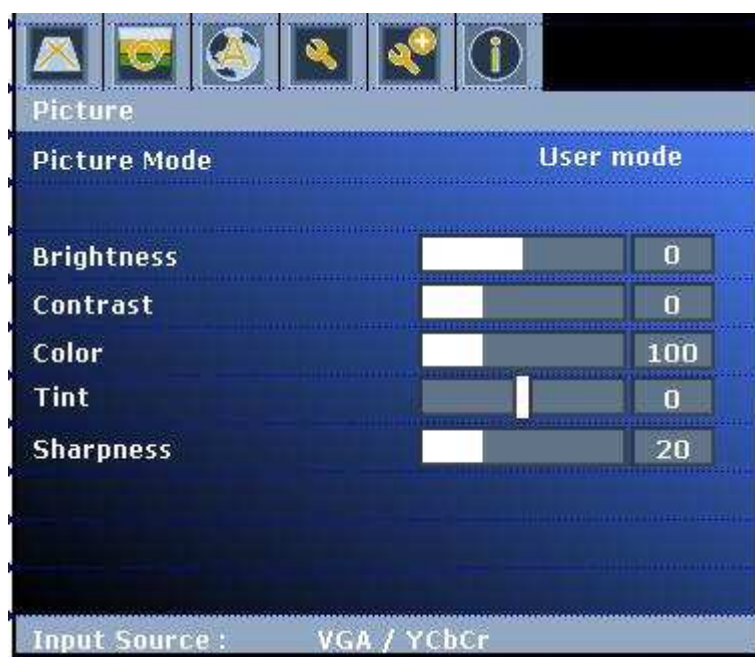 Picture
Picture Mode User mode
Brightness 0
Contrast 0
Color 100
Tint 0
Sharpness 20
Input Source : VGA / YCbCr